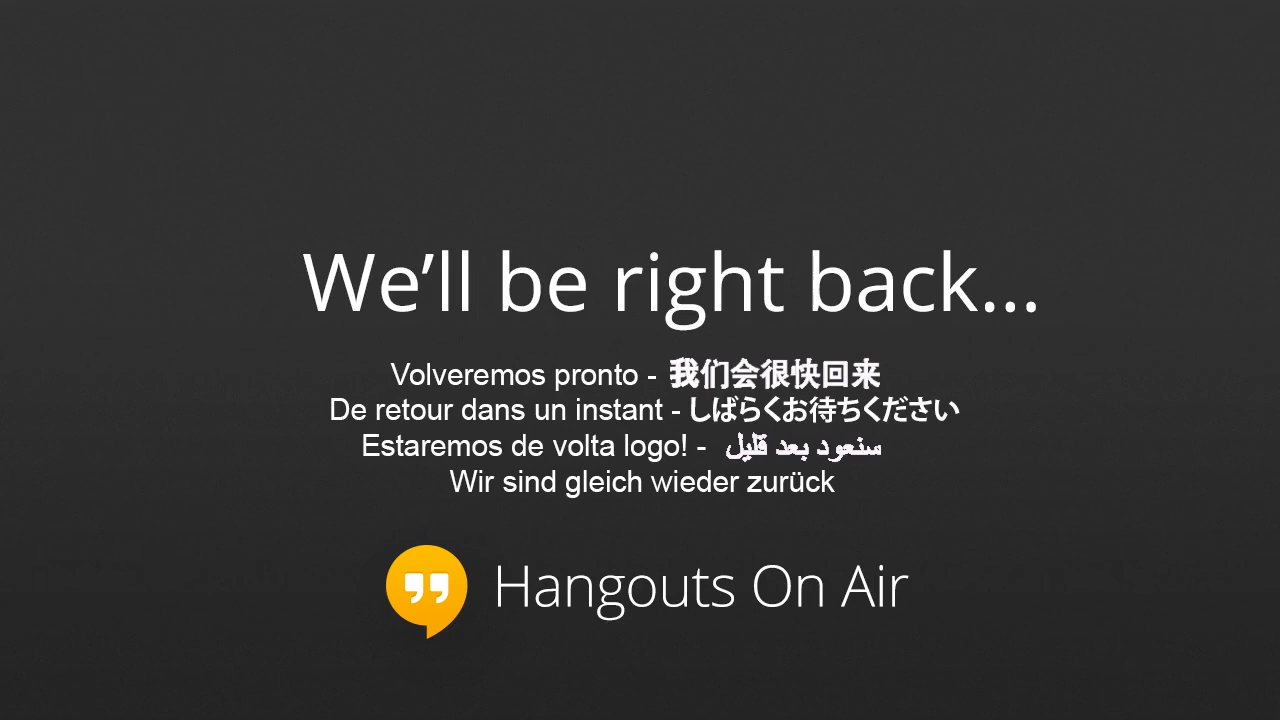 We’ll be right back...
Volveremos pronto - 我们会很快回来
De retour dans un instant - しばらくお待ちください
Estaremos de volta logo! - سنعود بعد قليل
Wir sind gleich wieder zurück
Hangouts On Air